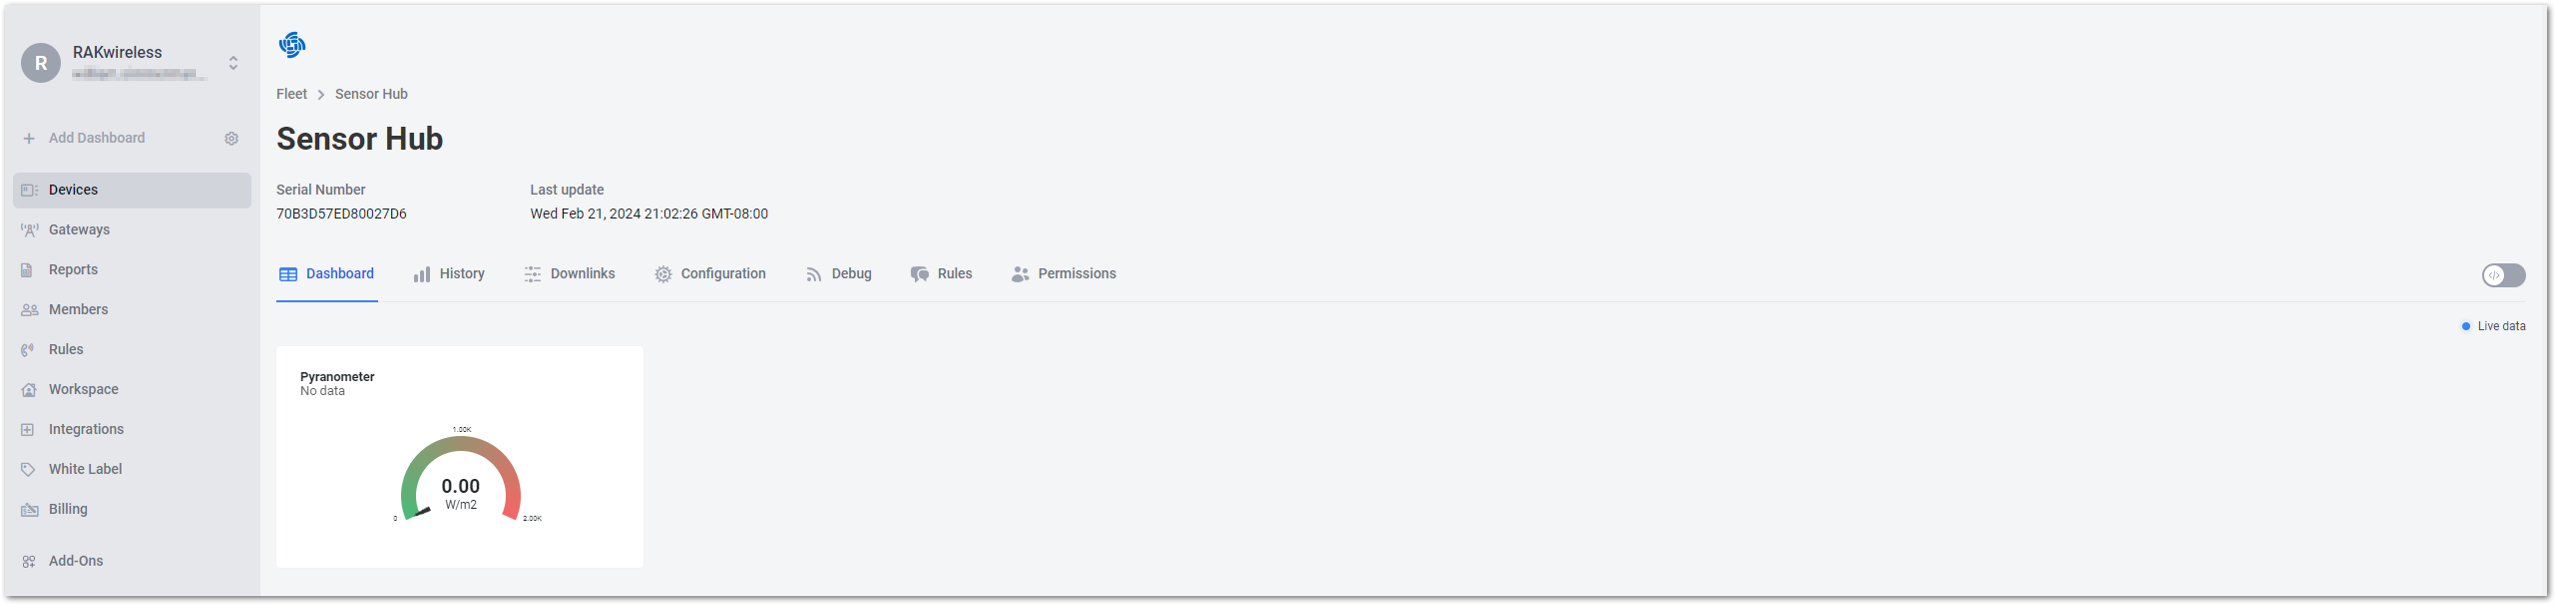 R
RAKwireless
Add Dashboard
Devices
Gateways
Reports
Members
Rules
Workspace
Integrations
White Label
Billing
Add-Ons
Fleet > Sensor Hub
Sensor Hub
Serial Number
70B3D57ED80027D6
Last update
Wed Feb 21, 2024 21:02:26 GMT-08:00
Dashboard
History
Downlinks
Configuration
Debug
Rules
Permissions
Live data
Pyranometer
No data
1.00K
0.00
W/m2
0
2.00K